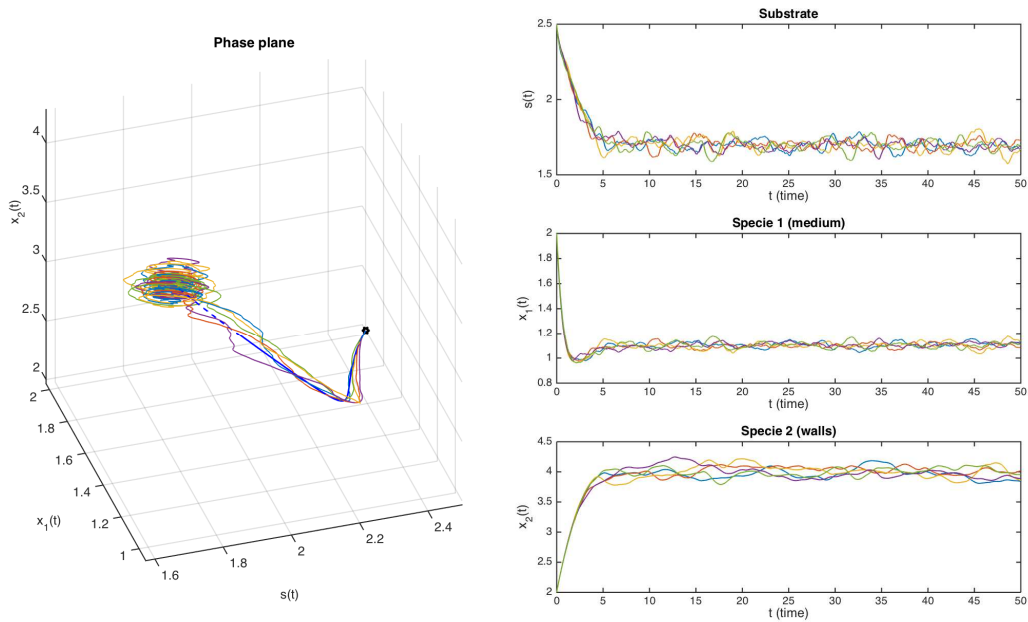 Phase plane
x₂(t)
4
3.5
3
2.5
2
2
1.8
1.6
1.4
1.2
1
x₁(t)
1.6
1.8
2
2.2
2.4
s(t)
Substrate
s(t)
2.5
2
1.5
0 5 10 15 20 25 30 35 40 45 50
t (time)
Specie 1 (medium)
x₁(t)
2
1.8
1.6
1.4
1.2
1
0.8
0 5 10 15 20 25 30 35 40 45 50
t (time)
Specie 2 (walls)
x₂(t)
4.5
4
3.5
3
2.5
2
0 5 10 15 20 25 30 35 40 45 50
t (time)